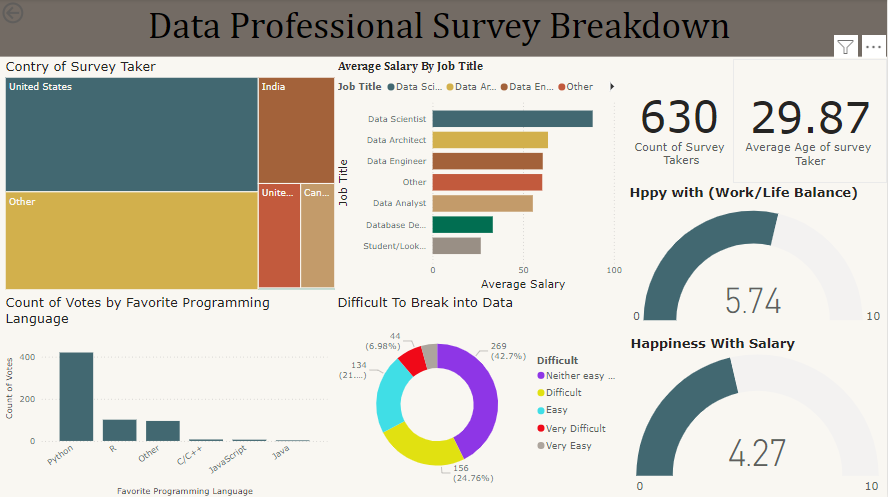 Data Professional Survey Breakdown
Contry of Survey Taker
United States
India
Other
Unite...
Can...
Average Salary By Job Title
Job Title Data Sci... Data Ar... Data En... Other
Job Title
Data Scientist
Data Architect
Data Engineer
Other
Data Analyst
Database De...
Student/Look...
0 50 100
Average Salary
630
Count of Survey
Takers
29.87
Average Age of survey
Taker
Hppy with (Work/Life Balance)
5.74
0 10
Count of Votes by Favorite Programming
Language
Count of Votes
400
200
0
Python R Other C/C++ JavaScript Java
Favorite Programming Language
Difficult To Break into Data
44
(6.98%)
269
(42.7%)
134
(21....)
156
(24.76%)
Difficult
Neither easy ...
Difficult
Easy
Very Difficult
Very Easy
Happiness With Salary
4.27
0 10